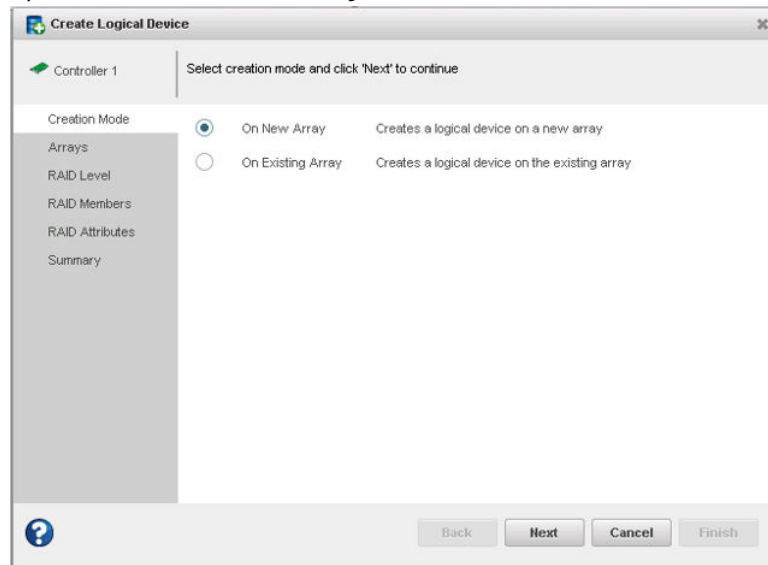 Create Logical Device
Controller 1
Select creation mode and click 'Next' to continue
Creation Mode
Arrays
RAID Level
RAID Members
RAID Attributes
Summary
On New Array Creates a logical device on a new array
On Existing Array Creates a logical device on the existing array
Back Next Cancel Finish